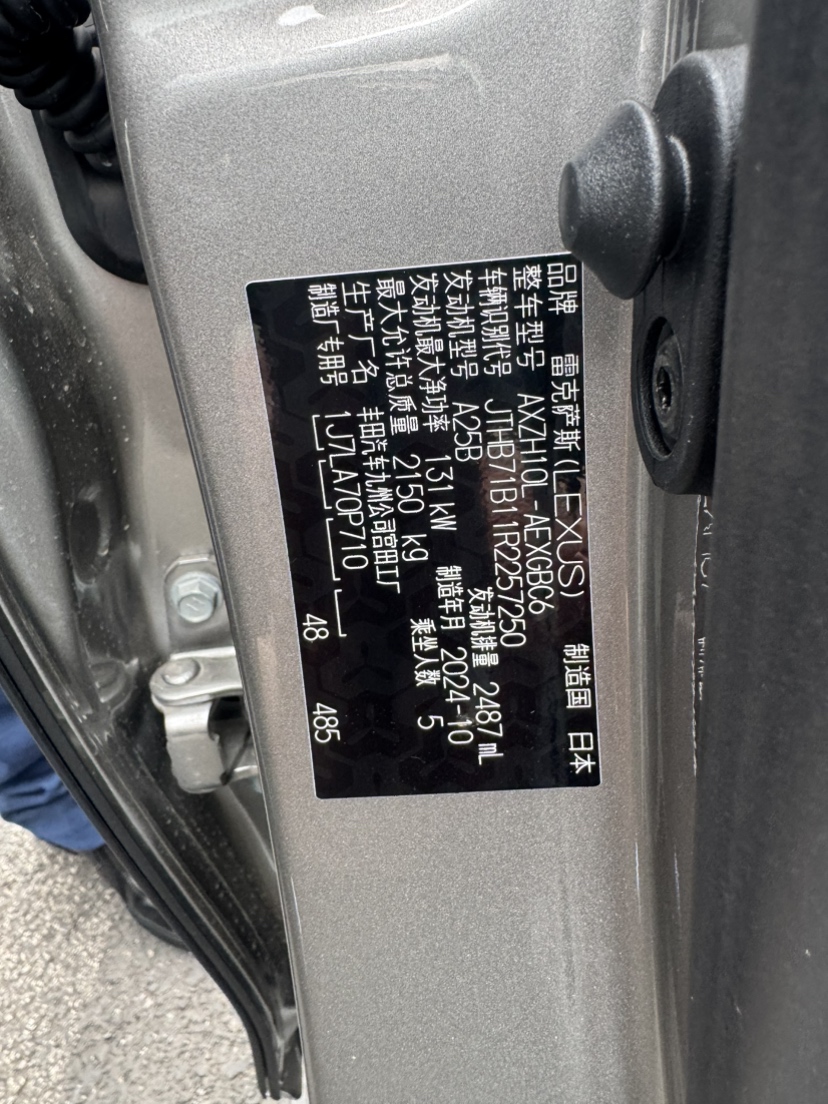 品牌 雷克萨斯(LEXUS) 制造国 日本
整车型号 AXZH10L-AEXGBC6
车辆识别代号 JTHB71B11R2257250
发动机型号 A25B 发动机排量 2487 mL
发动机最大净功率 131kW 制造年月 2024-10
最大允许总质量 2150 kg 乘坐人数 5
生产厂名 丰田汽车九州公司宫田工厂
制造厂专用号 1J7LA70P710 48 485